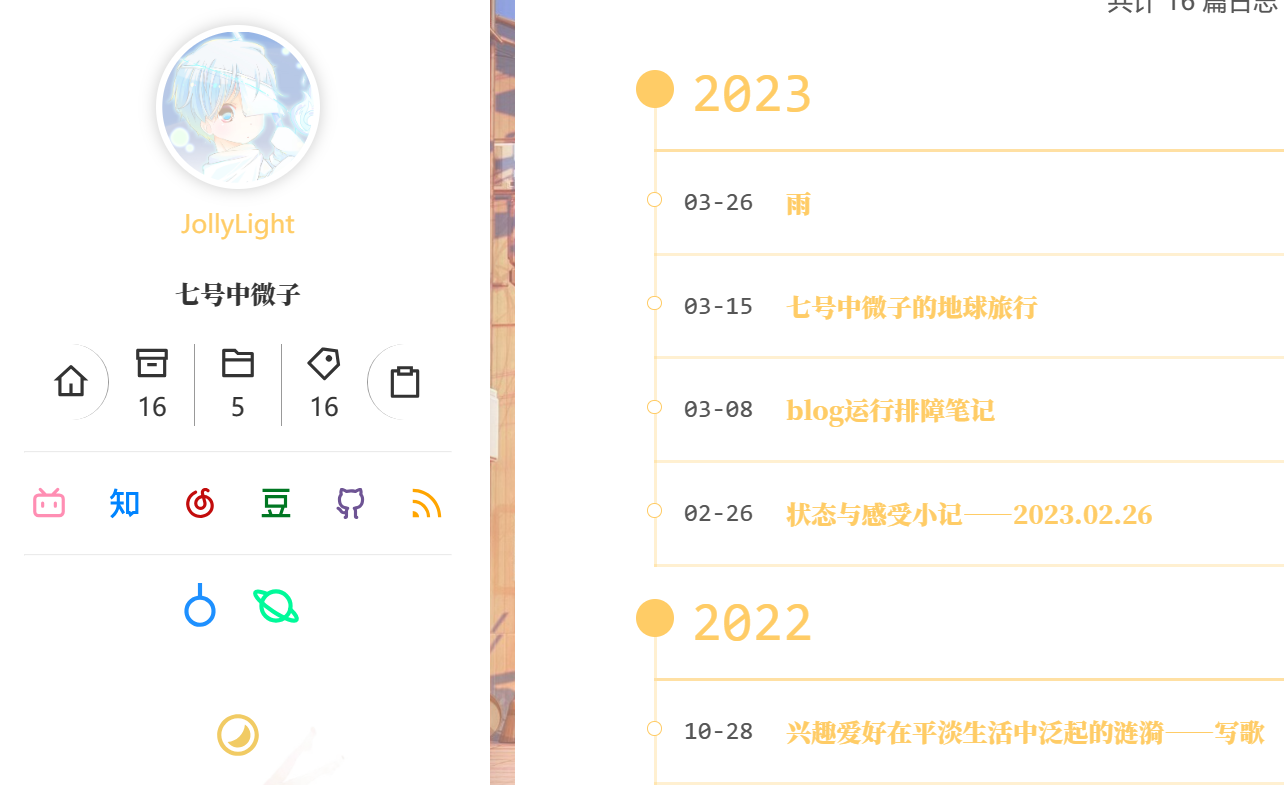 JollyLight
七号中微子
16
5
16
知
豆
共计 16 篇日志
2023
03-26 雨
03-15 七号中微子的地球旅行
03-08 blog运行排障笔记
02-26 状态与感受小记——2023.02.26
2022
10-28 兴趣爱好在平淡生活中泛起的涟漪——写歌